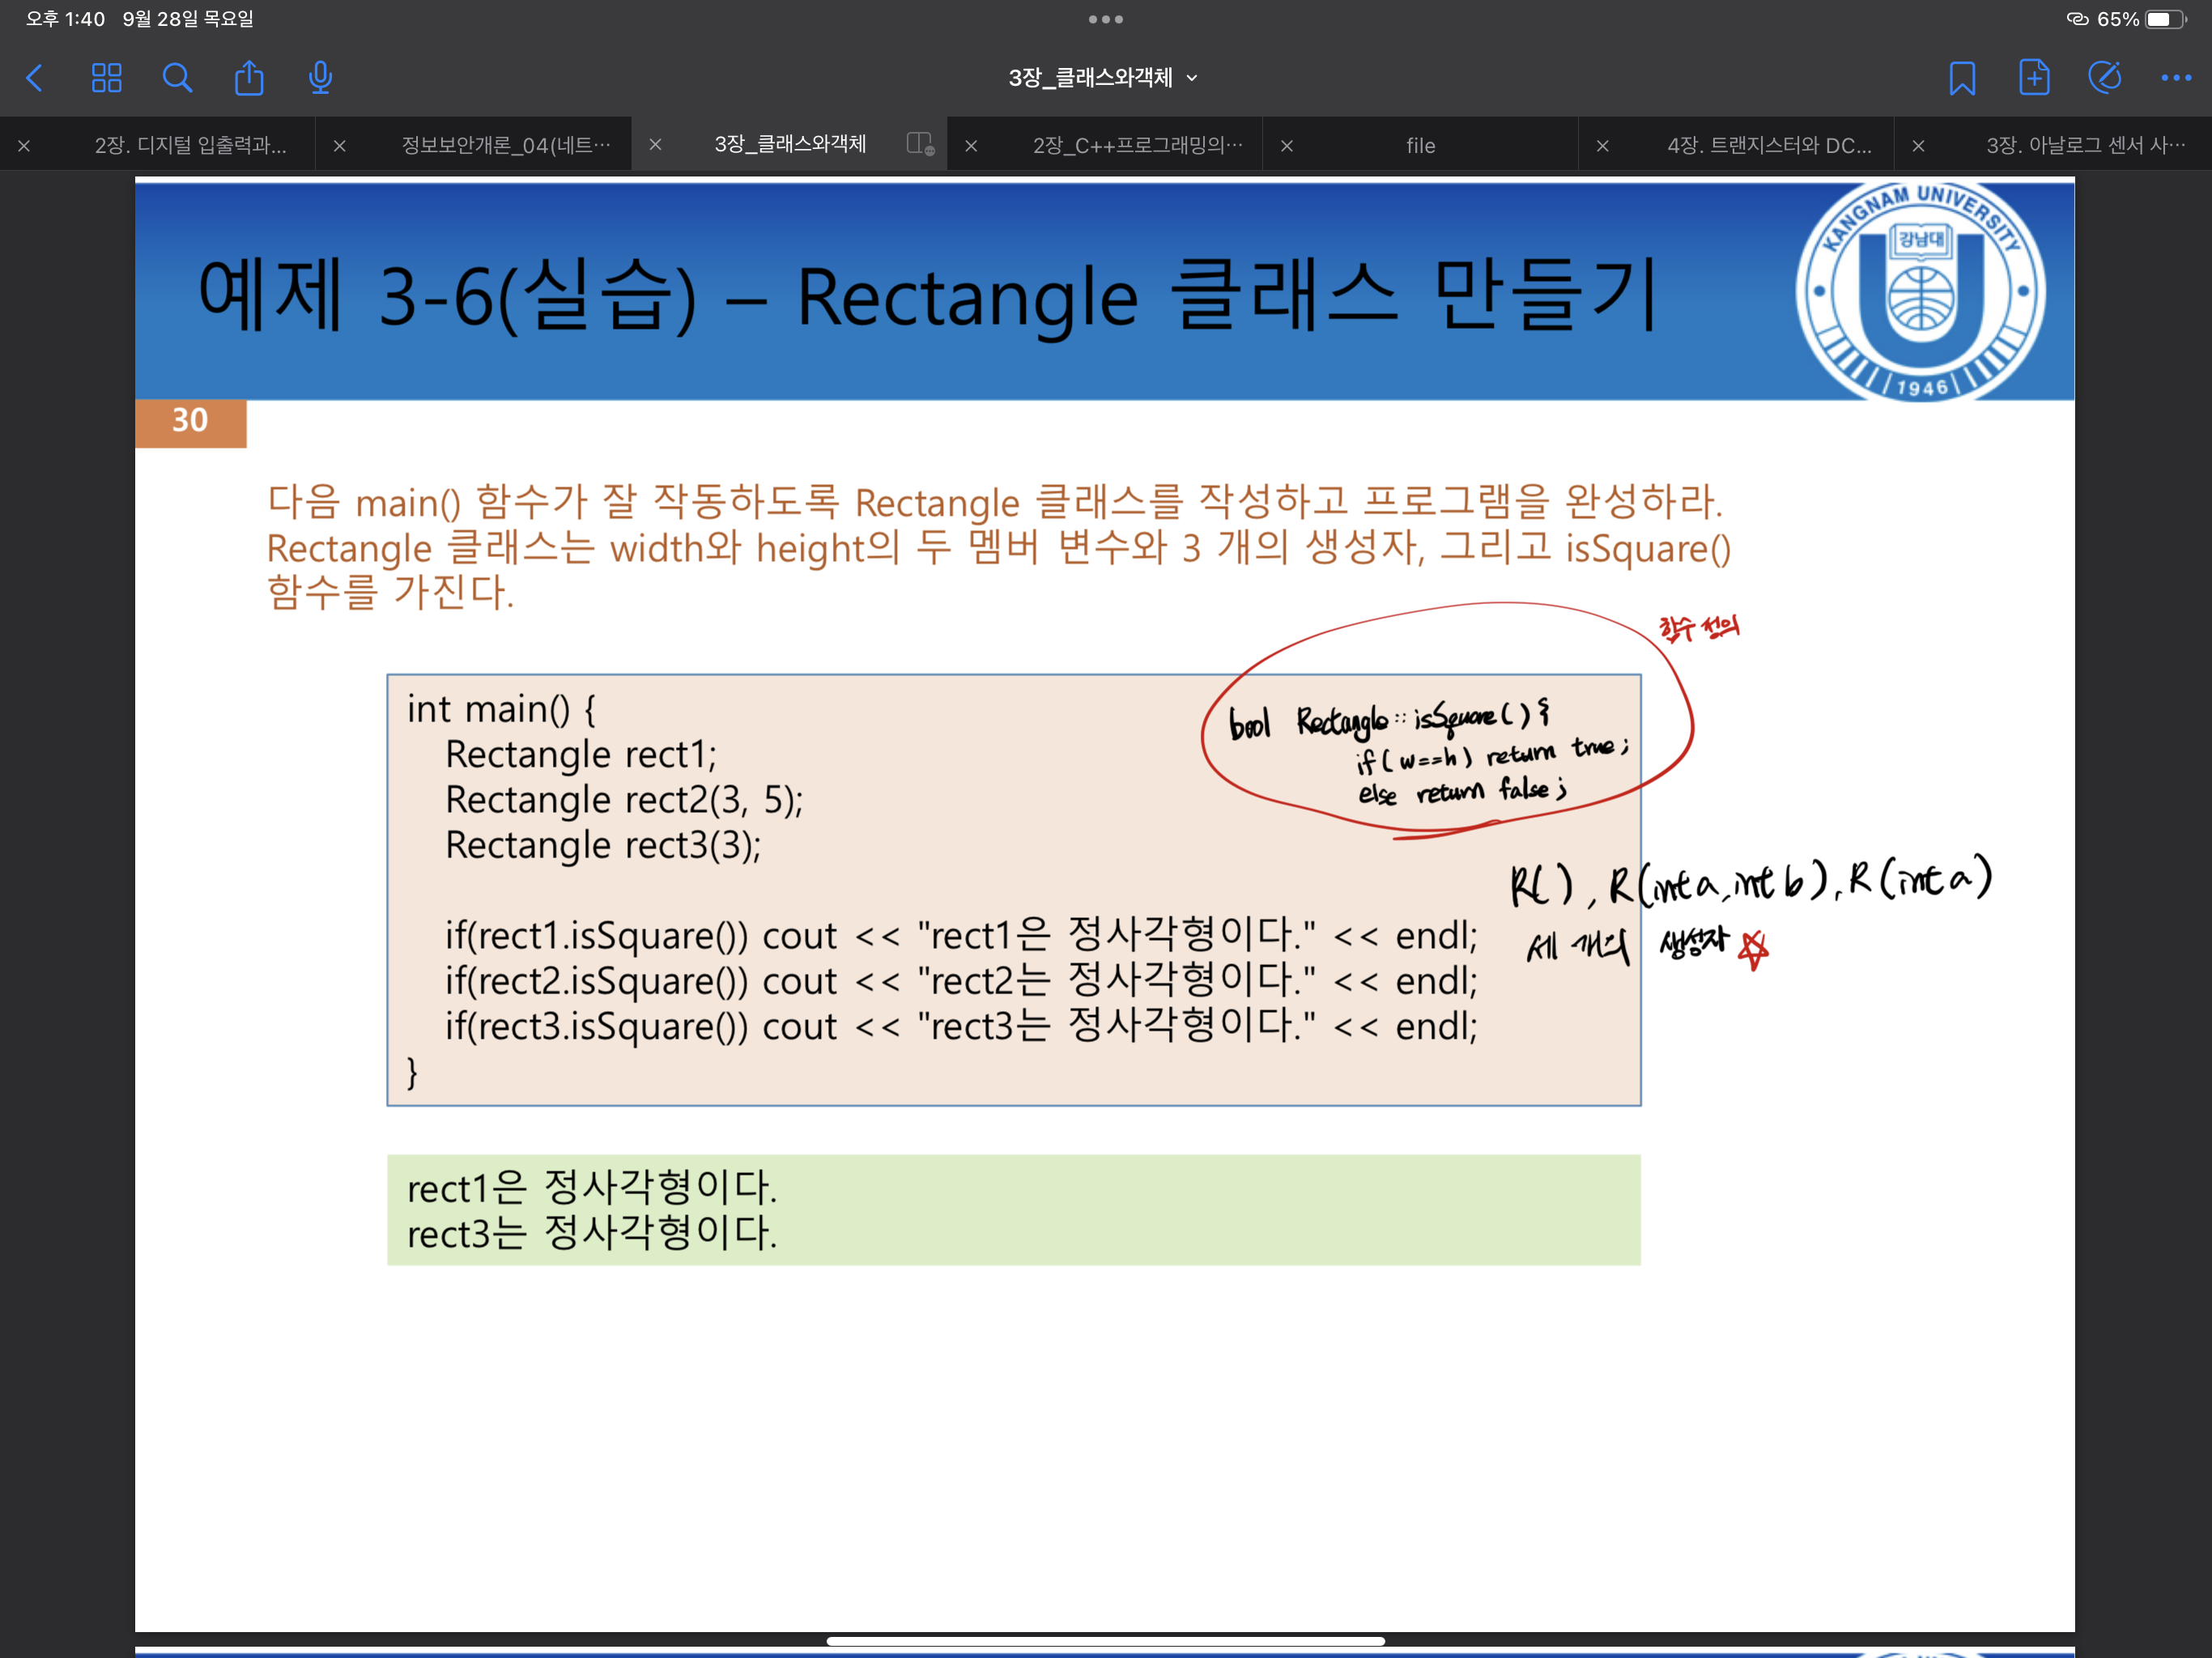 오후 1:40 9월 28일 목요일
65%
3장_클래스와객체
2장. 디지털 입출력과...
정보보안개론_04(네트...
3장_클래스와객체
2장_C++프로그래밍의...
file
4장. 트랜지스터와 DC...
3장. 아날로그 센서 사...
예제 3-6(실습) – Rectangle 클래스 만들기
KANGNAM UNIVERSITY
강남대
1946
30
다음 main() 함수가 잘 작동하도록 Rectangle 클래스를 작성하고 프로그램을 완성하라.
Rectangle 클래스는 width와 height의 두 멤버 변수와 3 개의 생성자, 그리고 isSquare()
함수를 가진다.
함수 정의
bool Rectangle::isSquare(){
if(w==h) return true;
else return false;
int main() {
Rectangle rect1;
Rectangle rect2(3, 5);
Rectangle rect3(3);
R(), R(int a, int b), R(int a)
세 개의 생성자
if(rect1.isSquare()) cout << "rect1은 정사각형이다." << endl;
if(rect2.isSquare()) cout << "rect2는 정사각형이다." << endl;
if(rect3.isSquare()) cout << "rect3는 정사각형이다." << endl;
}
rect1은 정사각형이다.
rect3는 정사각형이다.